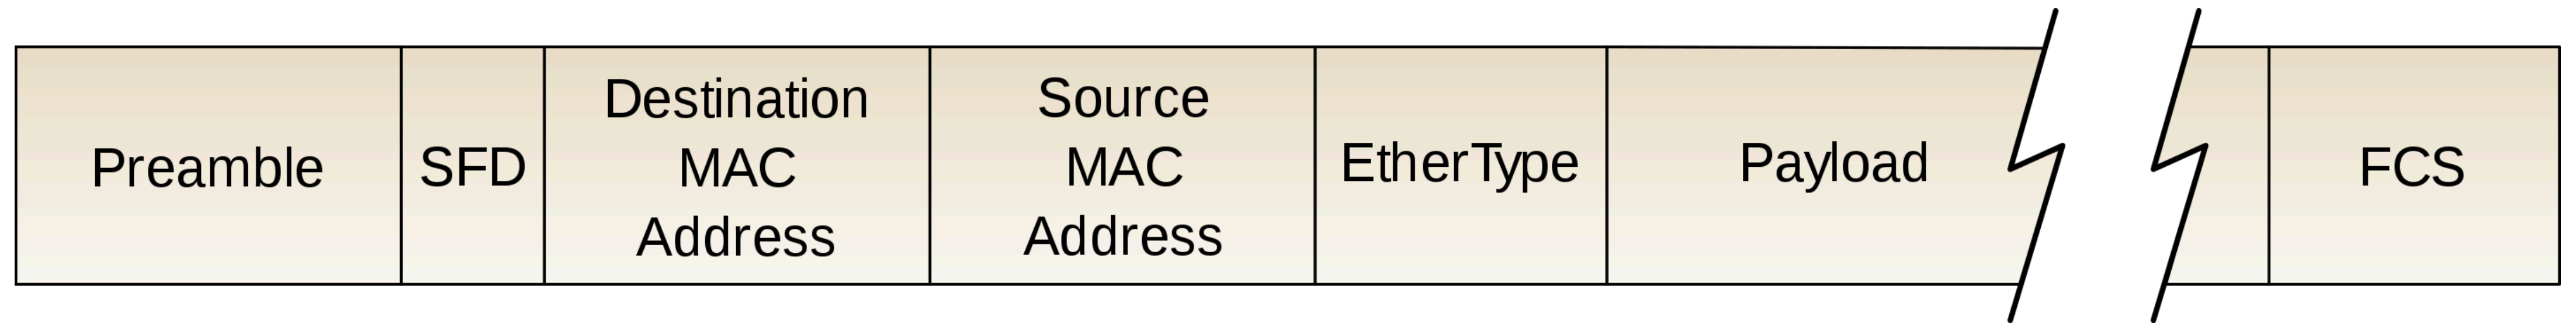 Preamble
SFD
Destination
MAC
Address
Source
MAC
Address
EtherType
Payload
FCS